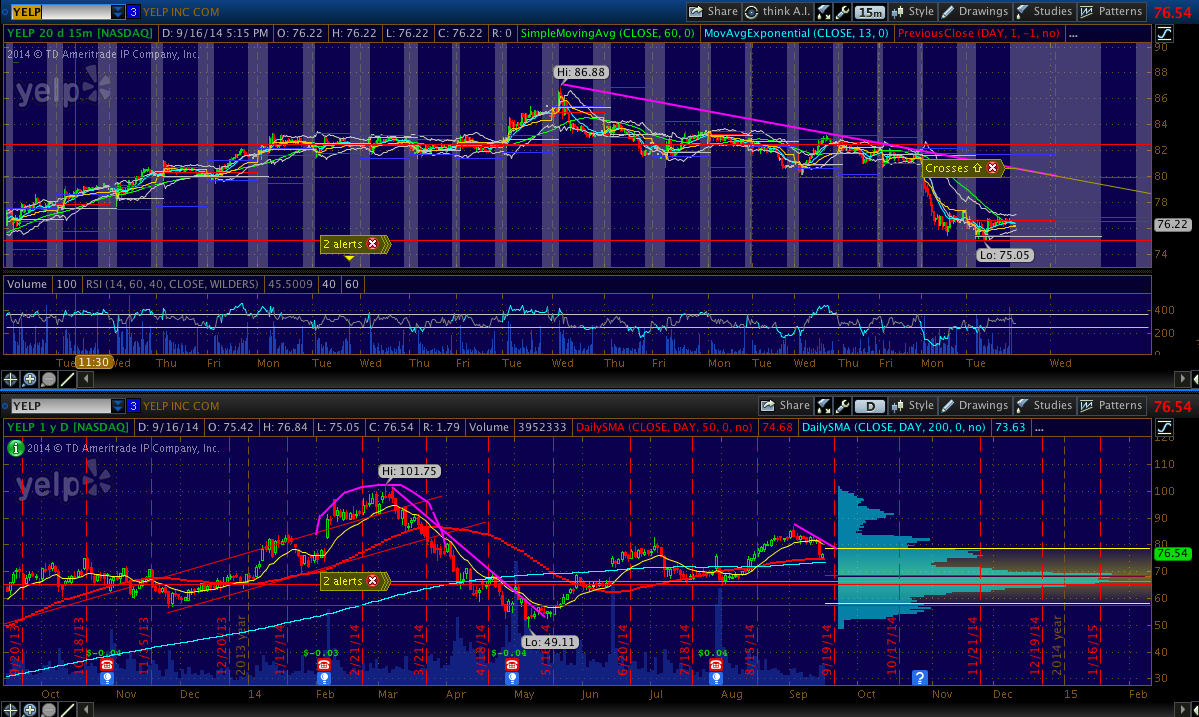 YELP 3 YELP INC COM Share think A.I. 15m Style Drawings Studies Patterns 76.54
YELP 20 d 15m [NASDAQ] D: 9/16/14 5:15 PM O: 76.22 H: 76.22 L: 76.22 C: 76.22 R: 0 SimpleMovingAvg (CLOSE, 60, 0) MovAvgExponential (CLOSE, 13, 0) PreviousClose (DAY, 1, -1, no) ...
2014 © TD Ameritrade IP Company, Inc.
yelp
Hi: 86.88
90
88
86
84
82
80
78
76.22
74
Crosses
2 alerts
Lo: 75.05
Volume 100 RSI (14, 60, 40, CLOSE, WILDERS) 45.5009 40 60
400
200
0
Tue 11:30 Wed Thu Fri Mon Tue Wed Thu Fri Tue Wed Thu Fri Mon Tue Wed Thu Fri Mon Tue Wed
YELP 3 YELP INC COM Share D Style Drawings Studies Patterns 76.54
YELP 1 y D [NASDAQ] D: 9/16/14 O: 75.42 H: 76.84 L: 75.05 C: 76.54 R: 1.79 Volume 3952333 DailySMA (CLOSE, DAY, 50, 0, no) 74.68 DailySMA (CLOSE, DAY, 200, 0, no) 73.63 ...
2014 © TD Ameritrade IP Company, Inc.
yelp
Hi: 101.75
120
110
100
90
80
76.54
70
60
50
40
30
2 alerts
Lo: 49.11
12/20/13
2013 year
1/17/14
2/21/14
3/21/14
4/18/14
6/20/14
7/18/14
8/15/14
9/19/14
10/17/14
11/21/14
12/19/14
2014 year
1/16/15
$-0.04 $-0.03 $-0.04 $0.04
?
Oct Nov Dec 14 Feb Mar Apr May Jun Jul Aug Sep Oct Nov Dec 15 Feb